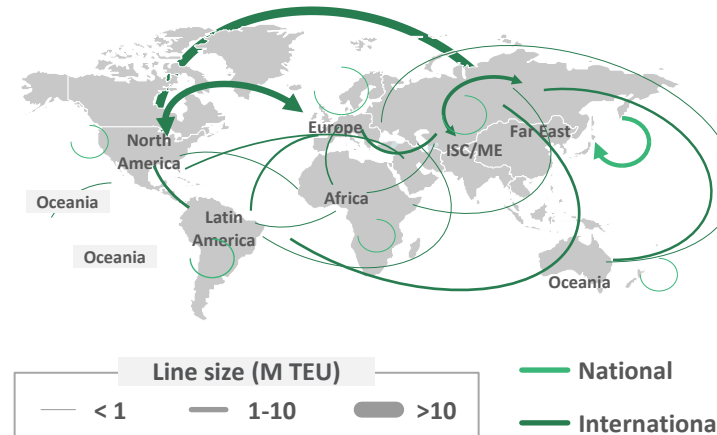 North
America
Europe
Far East
ISC/ME
Oceania
Africa
Latin
America
Oceania
Oceania
Line size (M TEU)
< 1
1-10
>10
National
Internationa